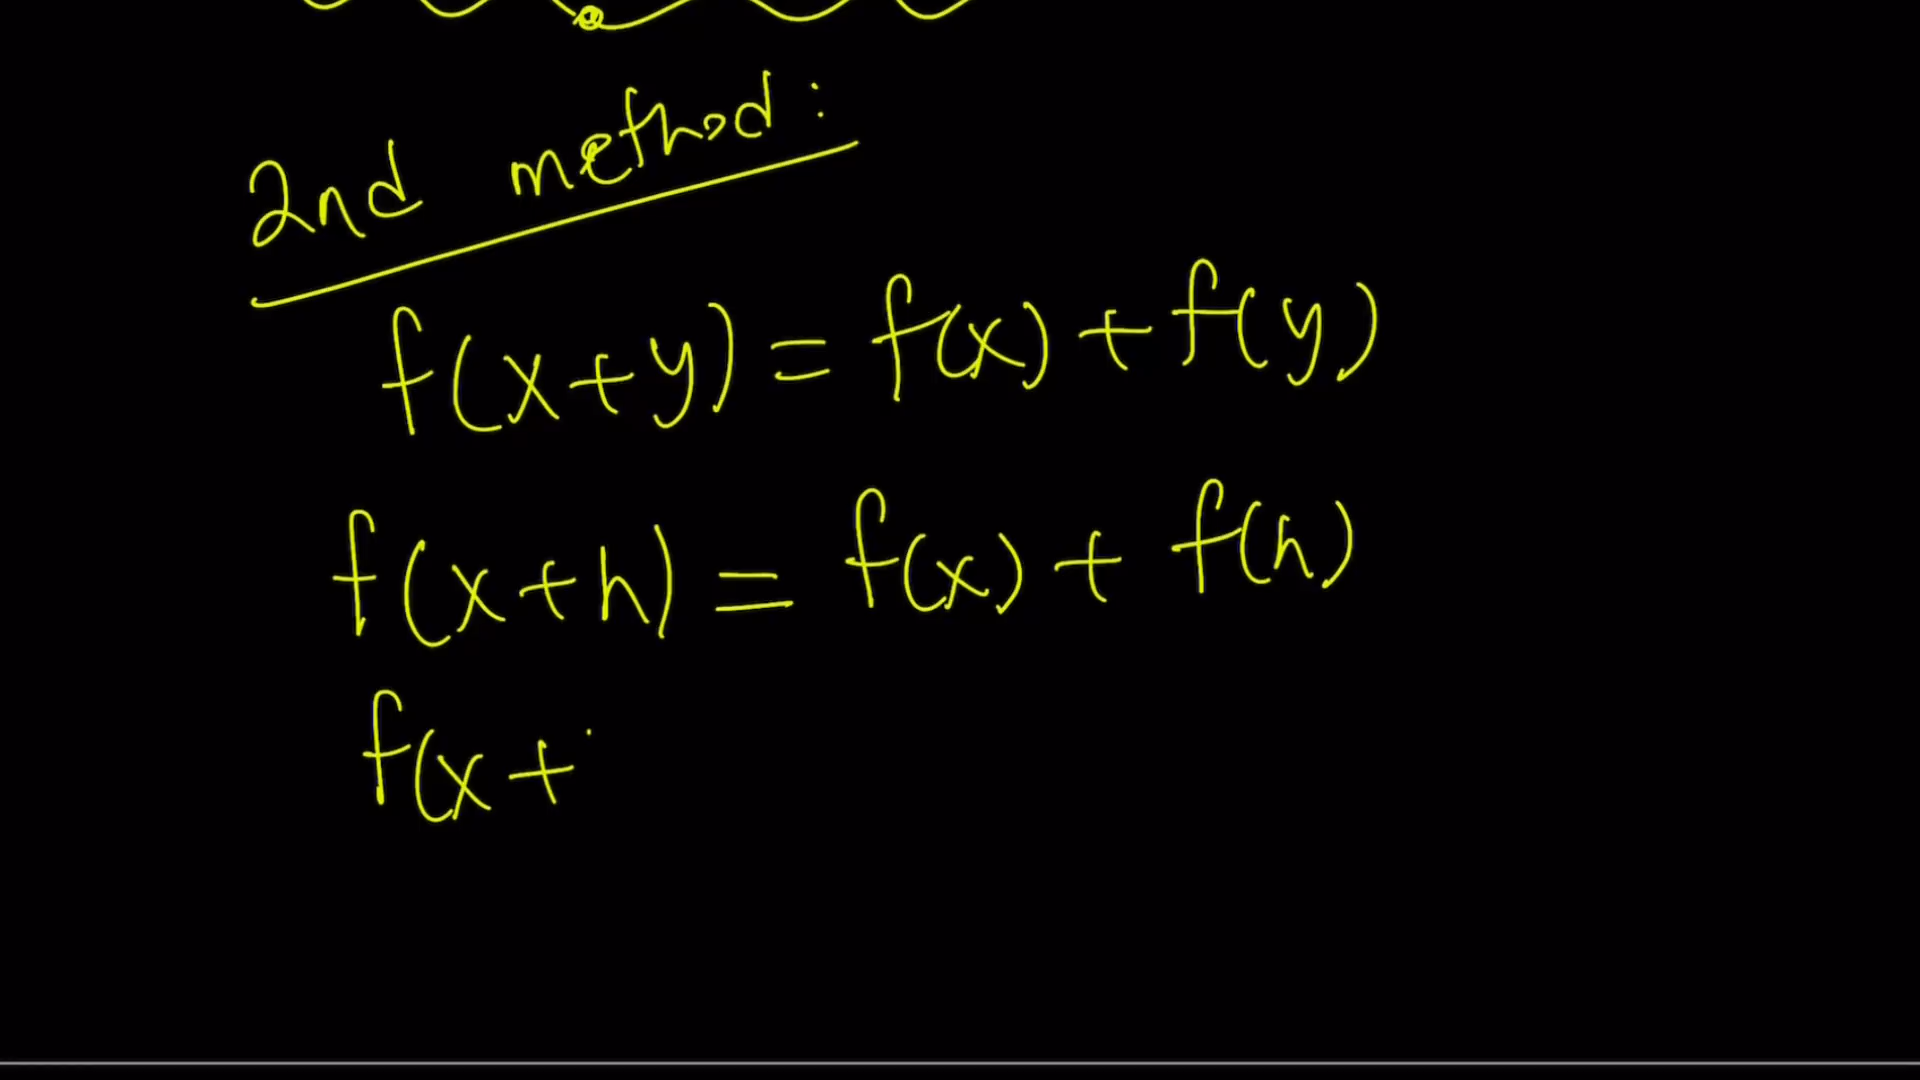 2nd method:
f(x+y) = f(x) + f(y)
f(x+h) = f(x) + f(h)
f(x+